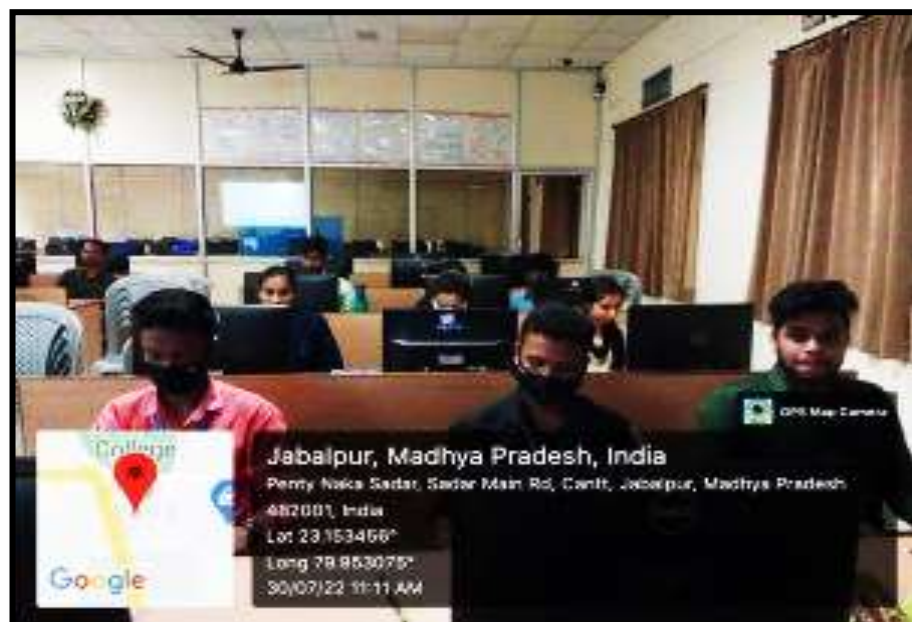 GPS Map Camera
College
Google
Jabalpur, Madhya Pradesh, India
Penty Naka Sadar, Sadar Main Rd, Cantt, Jabalpur, Madhya Pradesh
482001, India
Lat 23.153456°
Long 79.953075°
30/07/22 11:11 AM